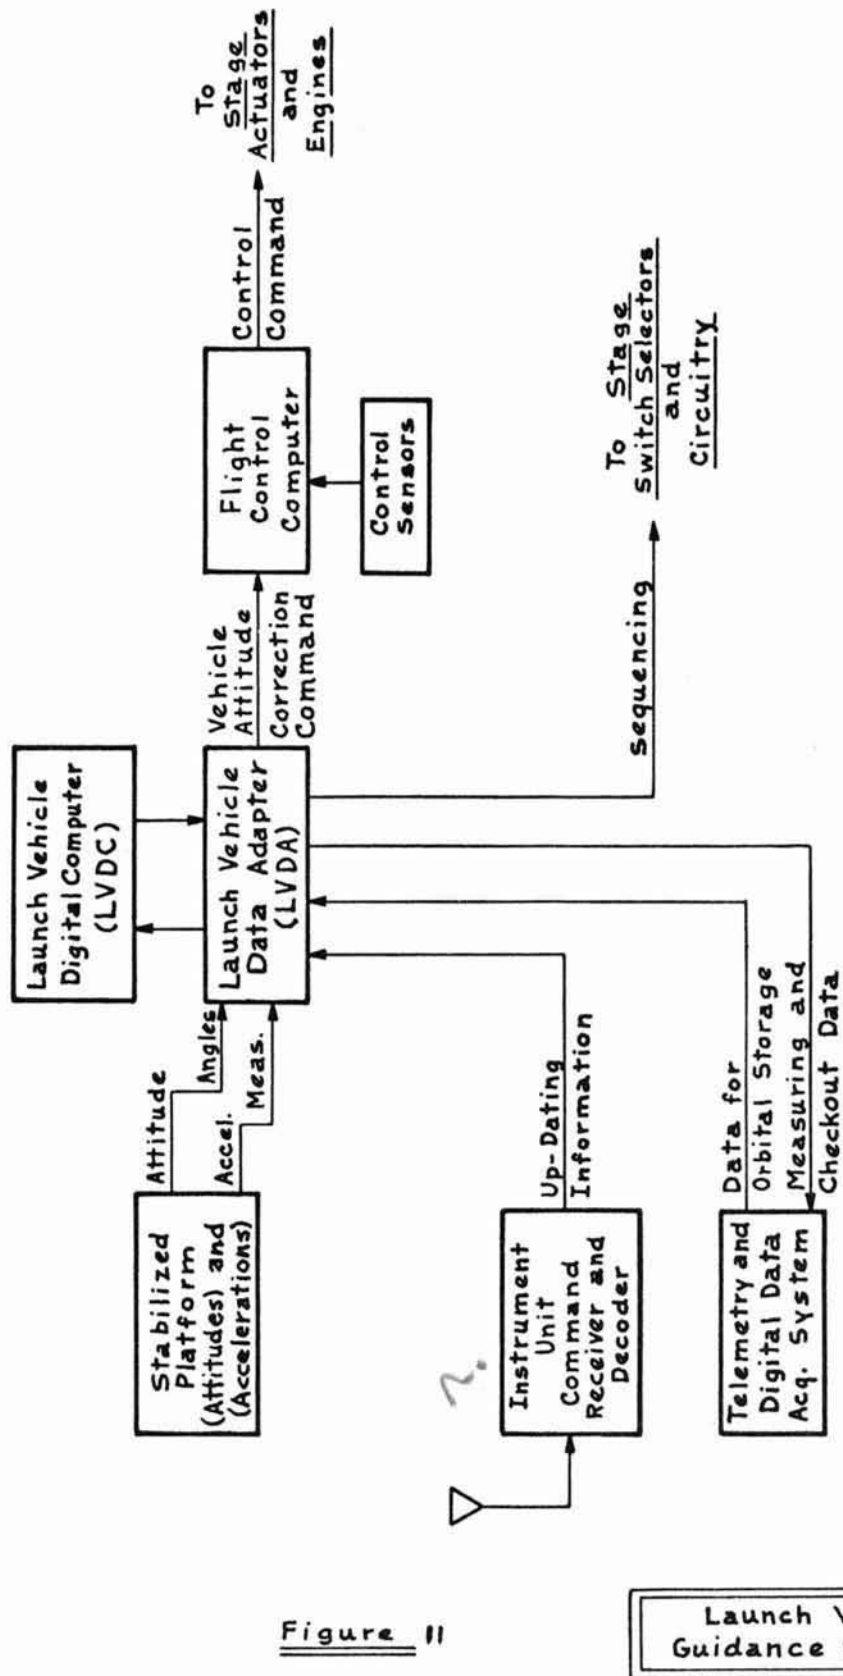 Launch Vehicle
Digital Computer
(LVDC)
Stabilized
Platform
(Attitudes) and
(Accelerations)
Attitude
Angles
Accel.
Meas.
Launch Vehicle
Data Adapter
(LVDA)
Vehicle
Attitude
Correction
Command
Flight
Control
Computer
Control
Sensors
Control
Command
To
Stage
Actuators
and
Engines
Instrument
Unit
Command
Receiver and
Decoder
Up-Dating
Information
Sequencing
To Stage
Switch Selectors
and
Circuitry
Telemetry and
Digital Data
Acq. System
Data for
Orbital Storage
Measuring and
Checkout Data
Figure 11
Launch
Guidance